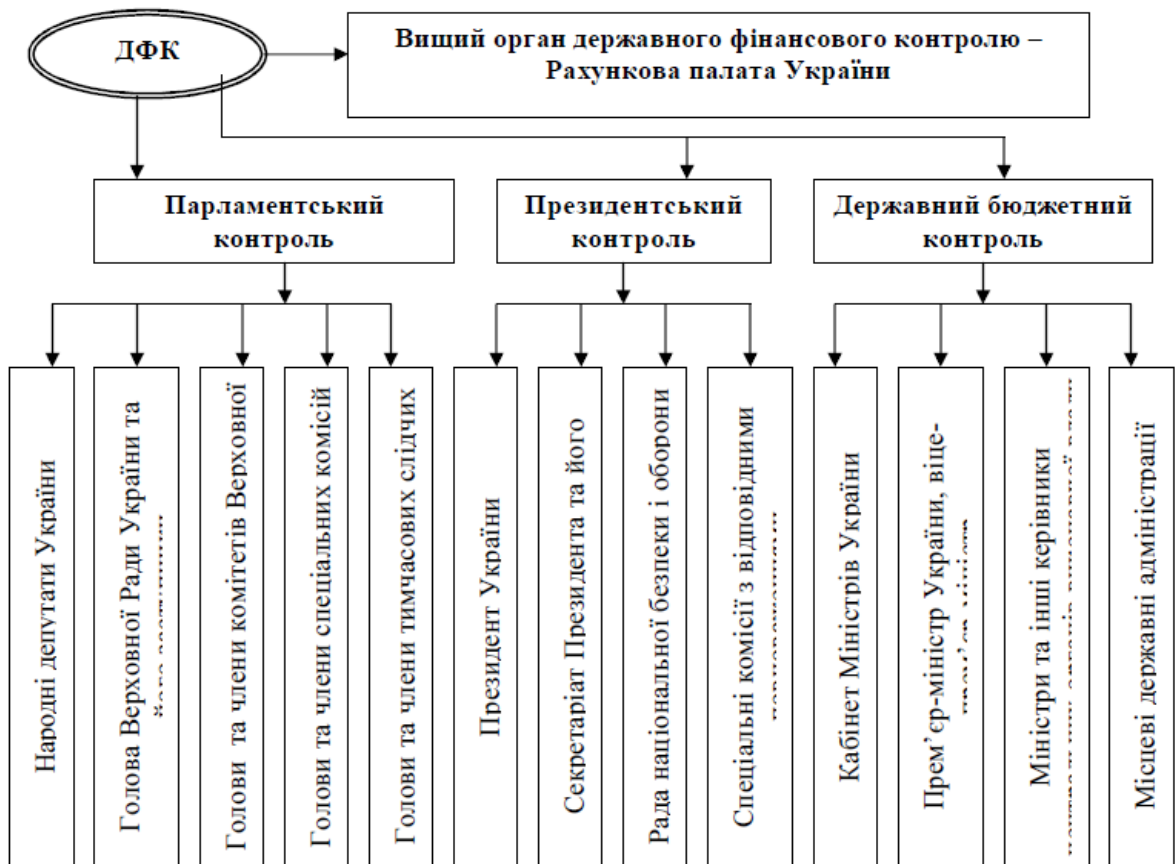 ДФК
Вищий орган державного фінансового контролю –
Рахункова палата України
Парламентський
контроль
Президентський
контроль
Державний бюджетний
контроль
Народні депутати України
Голова Верховної Ради України та
Голови та члени комітетів Верховної
Голови та члени спеціальних комісій
Голови та члени тимчасових слідчих
Президент України
Секретаріат Президента та його
Рада національної безпеки і оборони
Спеціальні комісії з відповідними
Кабінет Міністрів України
Прем’єр-міністр України, віце-
прем’єр-міністр
Міністри та інші керівники
Місцеві державні адміністрації